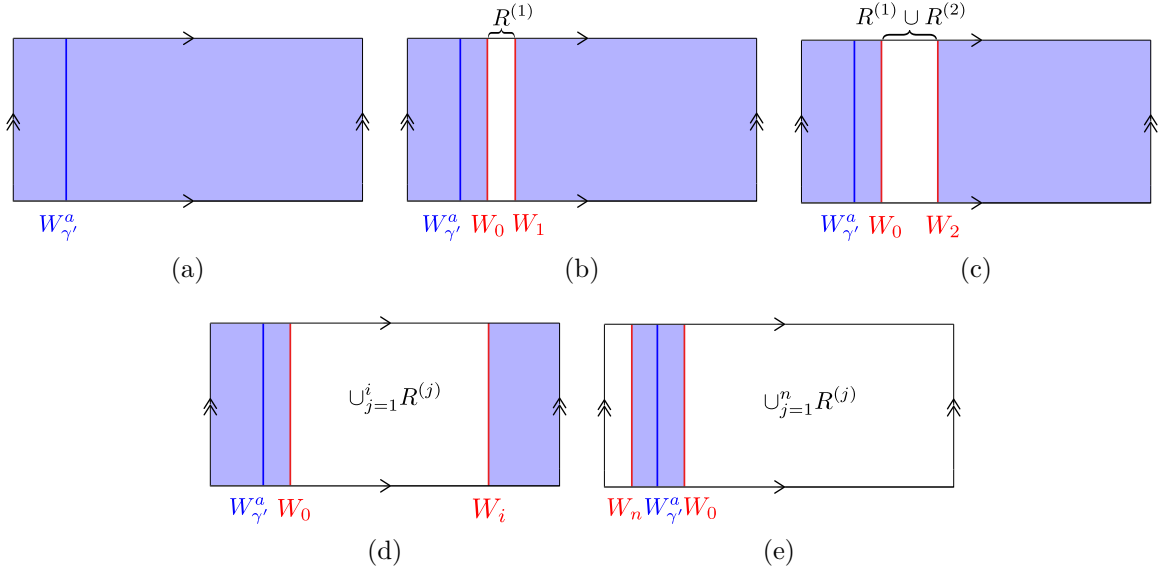 R^{(1)}
R^{(1)} ∪ R^{(2)}
W^a_{γ'}
W^a_{γ'} W_0 W_1
W^a_{γ'} W_0 W_2
(a)
(b)
(c)
∪^i_{j=1} R^{(j)}
∪^n_{j=1} R^{(j)}
W^a_{γ'} W_0 W_i
W_n W^a_{γ'} W_0
(d)
(e)